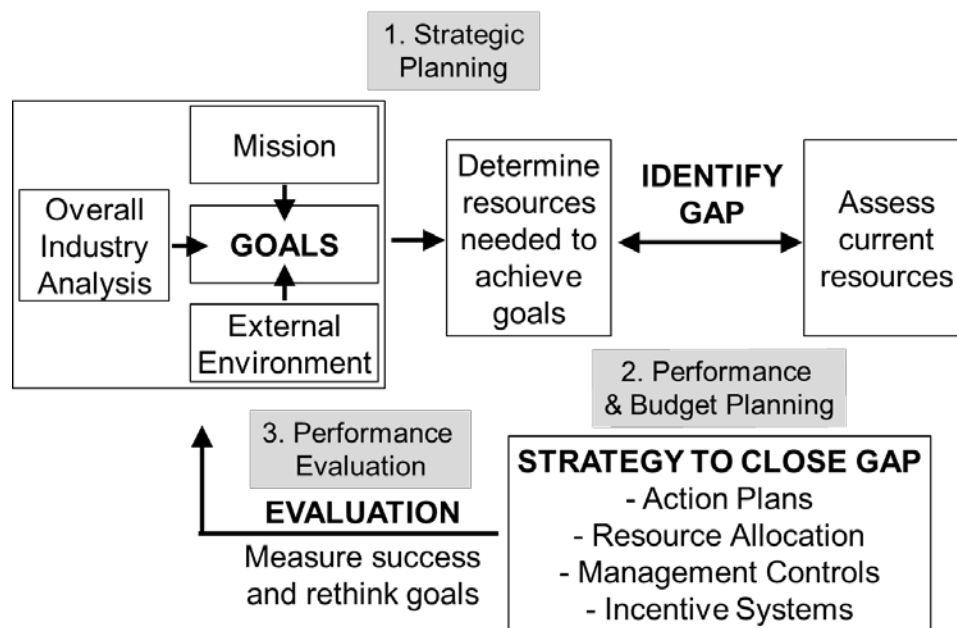 1. Strategic
Planning
Mission
Overall
Industry
Analysis
GOALS
External
Environment
Determine
resources
needed to
achieve
goals
IDENTIFY
GAP
Assess
current
resources
2. Performance
& Budget Planning
STRATEGY TO CLOSE GAP
- Action Plans
- Resource Allocation
- Management Controls
- Incentive Systems
3. Performance
Evaluation
EVALUATION
Measure success
and rethink goals